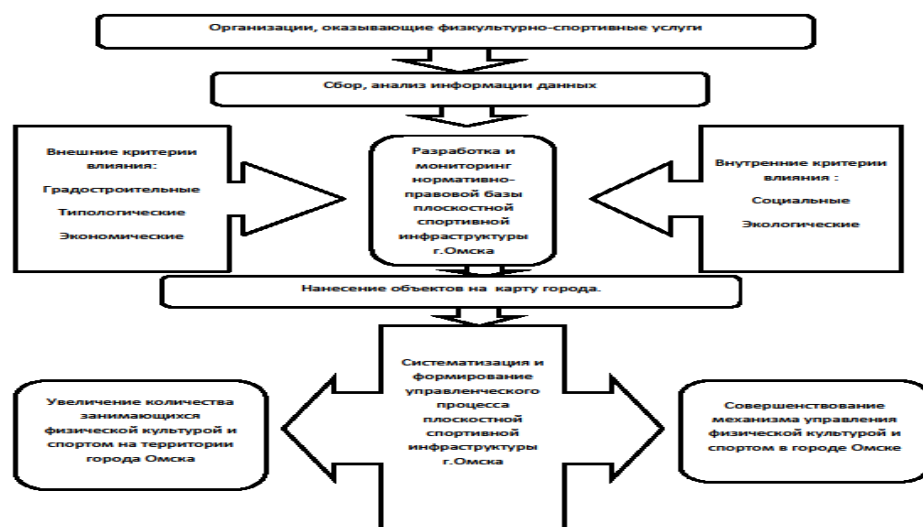 Организации, оказывающие физкультурно-спортивные услуги
Сбор, анализ информации данных
Внешние критерии
влияния:
Градостроительные
Типологические
Экономические
Разработка и
мониторинг
нормативно-
правовой базы
плоскостной
спортивной
инфраструктуры
г.Омска
Внутренние критерии
влияния :
Социальные
Экологические
Нанесение объектов на карту города.
Увеличение количества
занимающихся
физической культурой и
спортом на территории
города Омска
Систематизация и
формирование
управленческого
процесса
плоскостной
спортивной
инфраструктуры
г.Омска
Совершенствование
механизма управления
физической культурой и
спортом в городе Омске